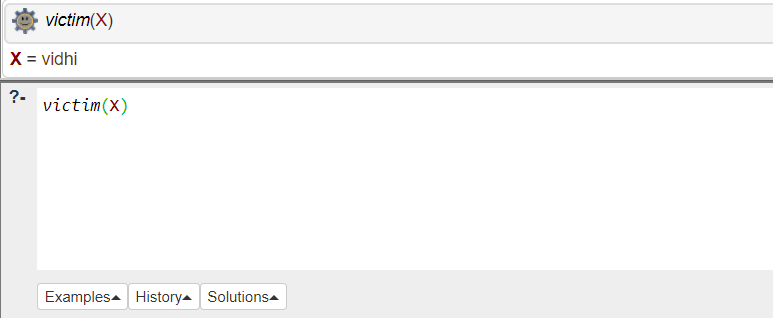 victim(X)
X = vidhi
?- victim(X)
Examples▲ History▲ Solutions▲